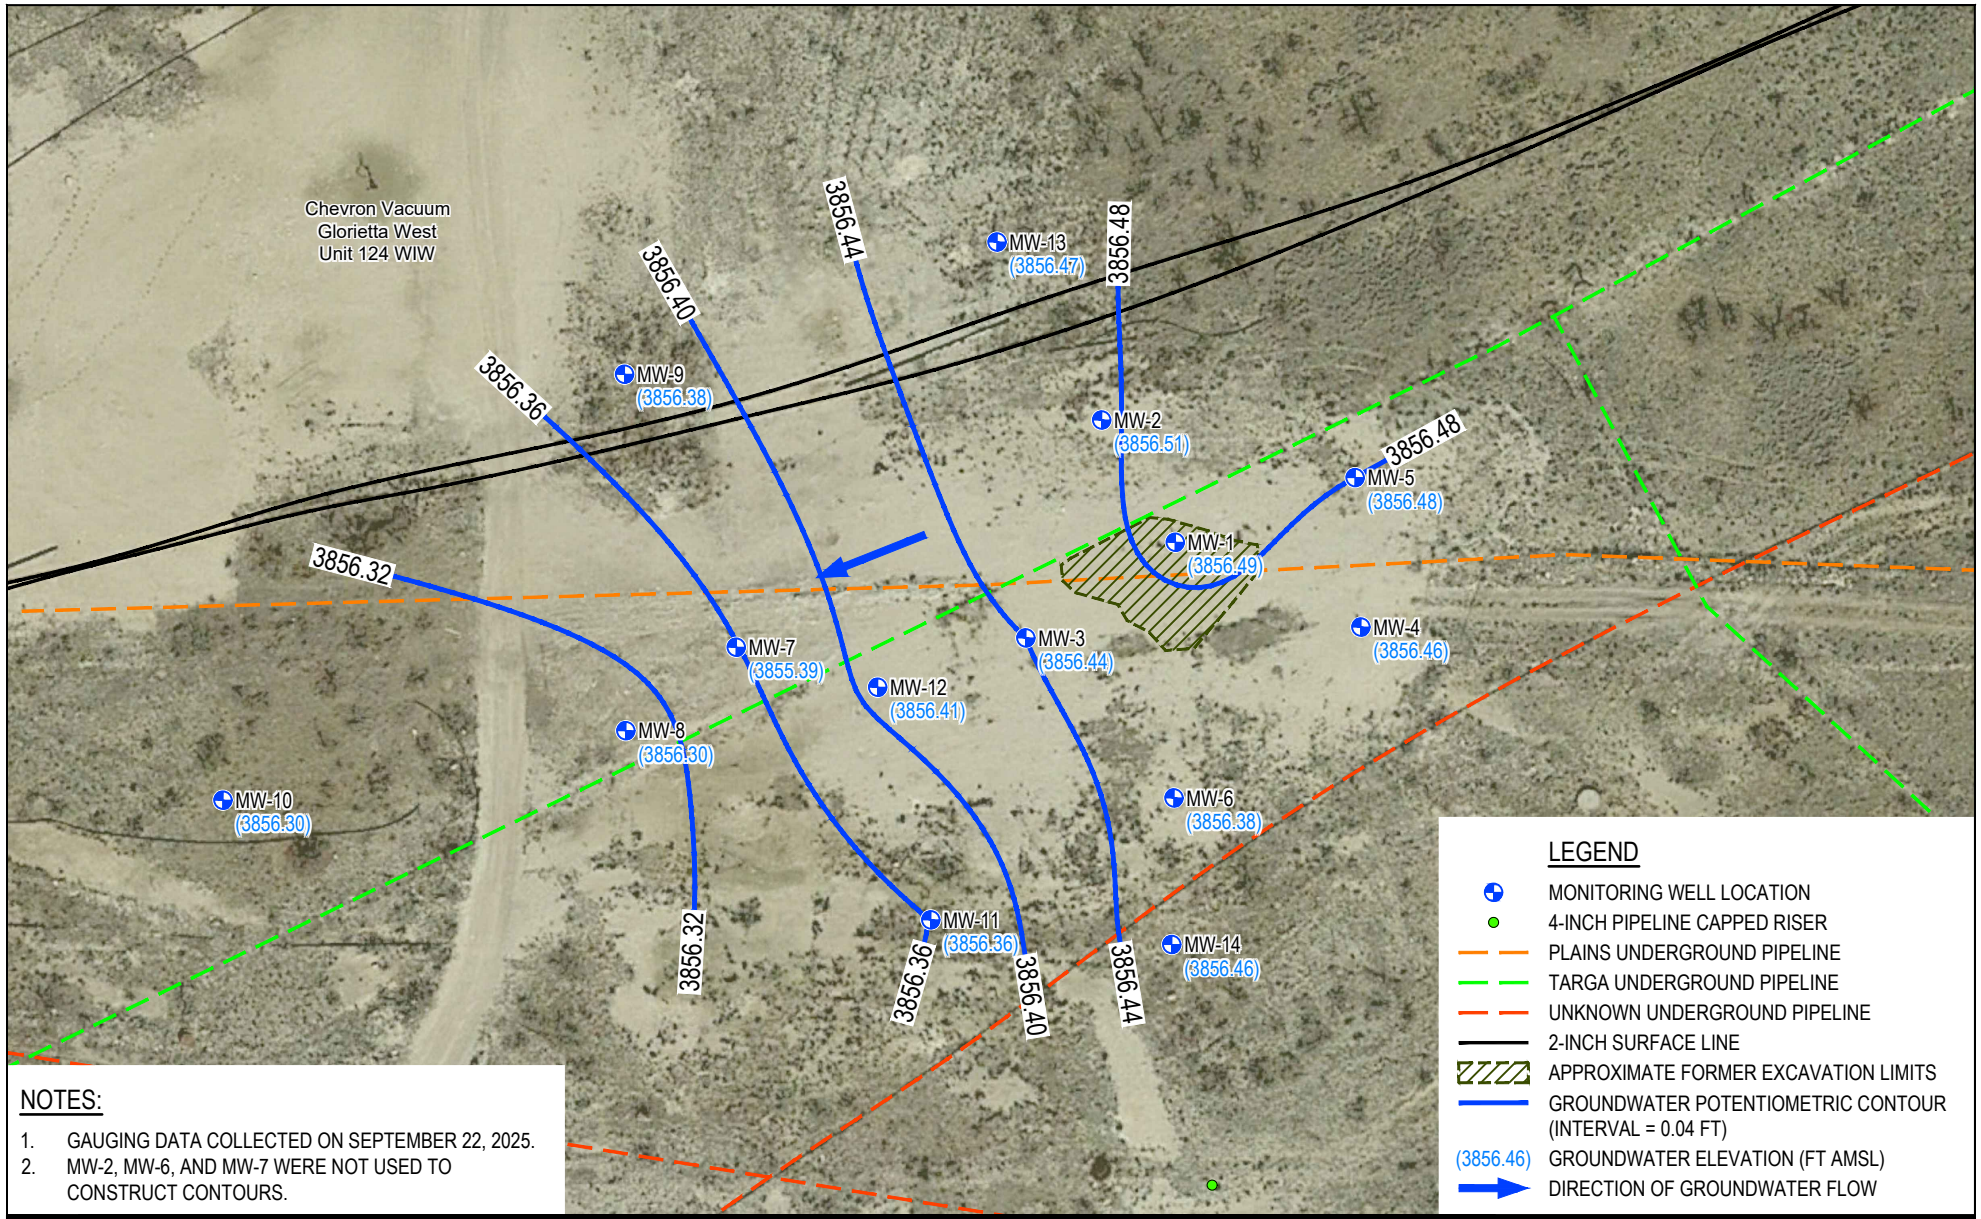 Chevron Vacuum
Glorietta West
Unit 124 WIW
3856.44
3856.48
MW-13
(3856.47)
3856.40
3856.36
MW-9
(3856.38)
MW-2
(3856.51)
3856.48
MW-5
(3856.48)
MW-1
(3856.49)
3856.32
MW-7
(3855.39)
MW-3
(3856.44)
MW-4
(3856.46)
MW-12
(3856.41)
MW-8
(3856.30)
MW-10
(3856.30)
MW-6
(3856.38)
MW-11
(3856.36)
MW-14
(3856.46)
3856.32
3856.36
3856.40
3856.44
LEGEND
MONITORING WELL LOCATION
4-INCH PIPELINE CAPPED RISER
PLAINS UNDERGROUND PIPELINE
TARGA UNDERGROUND PIPELINE
UNKNOWN UNDERGROUND PIPELINE
2-INCH SURFACE LINE
APPROXIMATE FORMER EXCAVATION LIMITS
GROUNDWATER POTENTIOMETRIC CONTOUR
(INTERVAL = 0.04 FT)
(3856.46) GROUNDWATER ELEVATION (FT AMSL)
DIRECTION OF GROUNDWATER FLOW
NOTES:
1. GAUGING DATA COLLECTED ON SEPTEMBER 22, 2025.
2. MW-2, MW-6, AND MW-7 WERE NOT USED TO
CONSTRUCT CONTOURS.